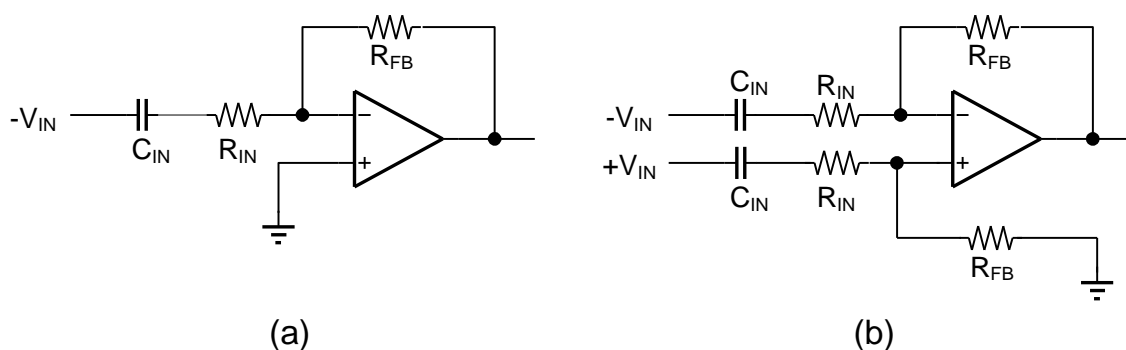 R_FB
-V_IN
C_IN
R_IN
−
+
(a)
R_FB
C_IN
R_IN
-V_IN
−
+V_IN
+
C_IN
R_IN
R_FB
(b)